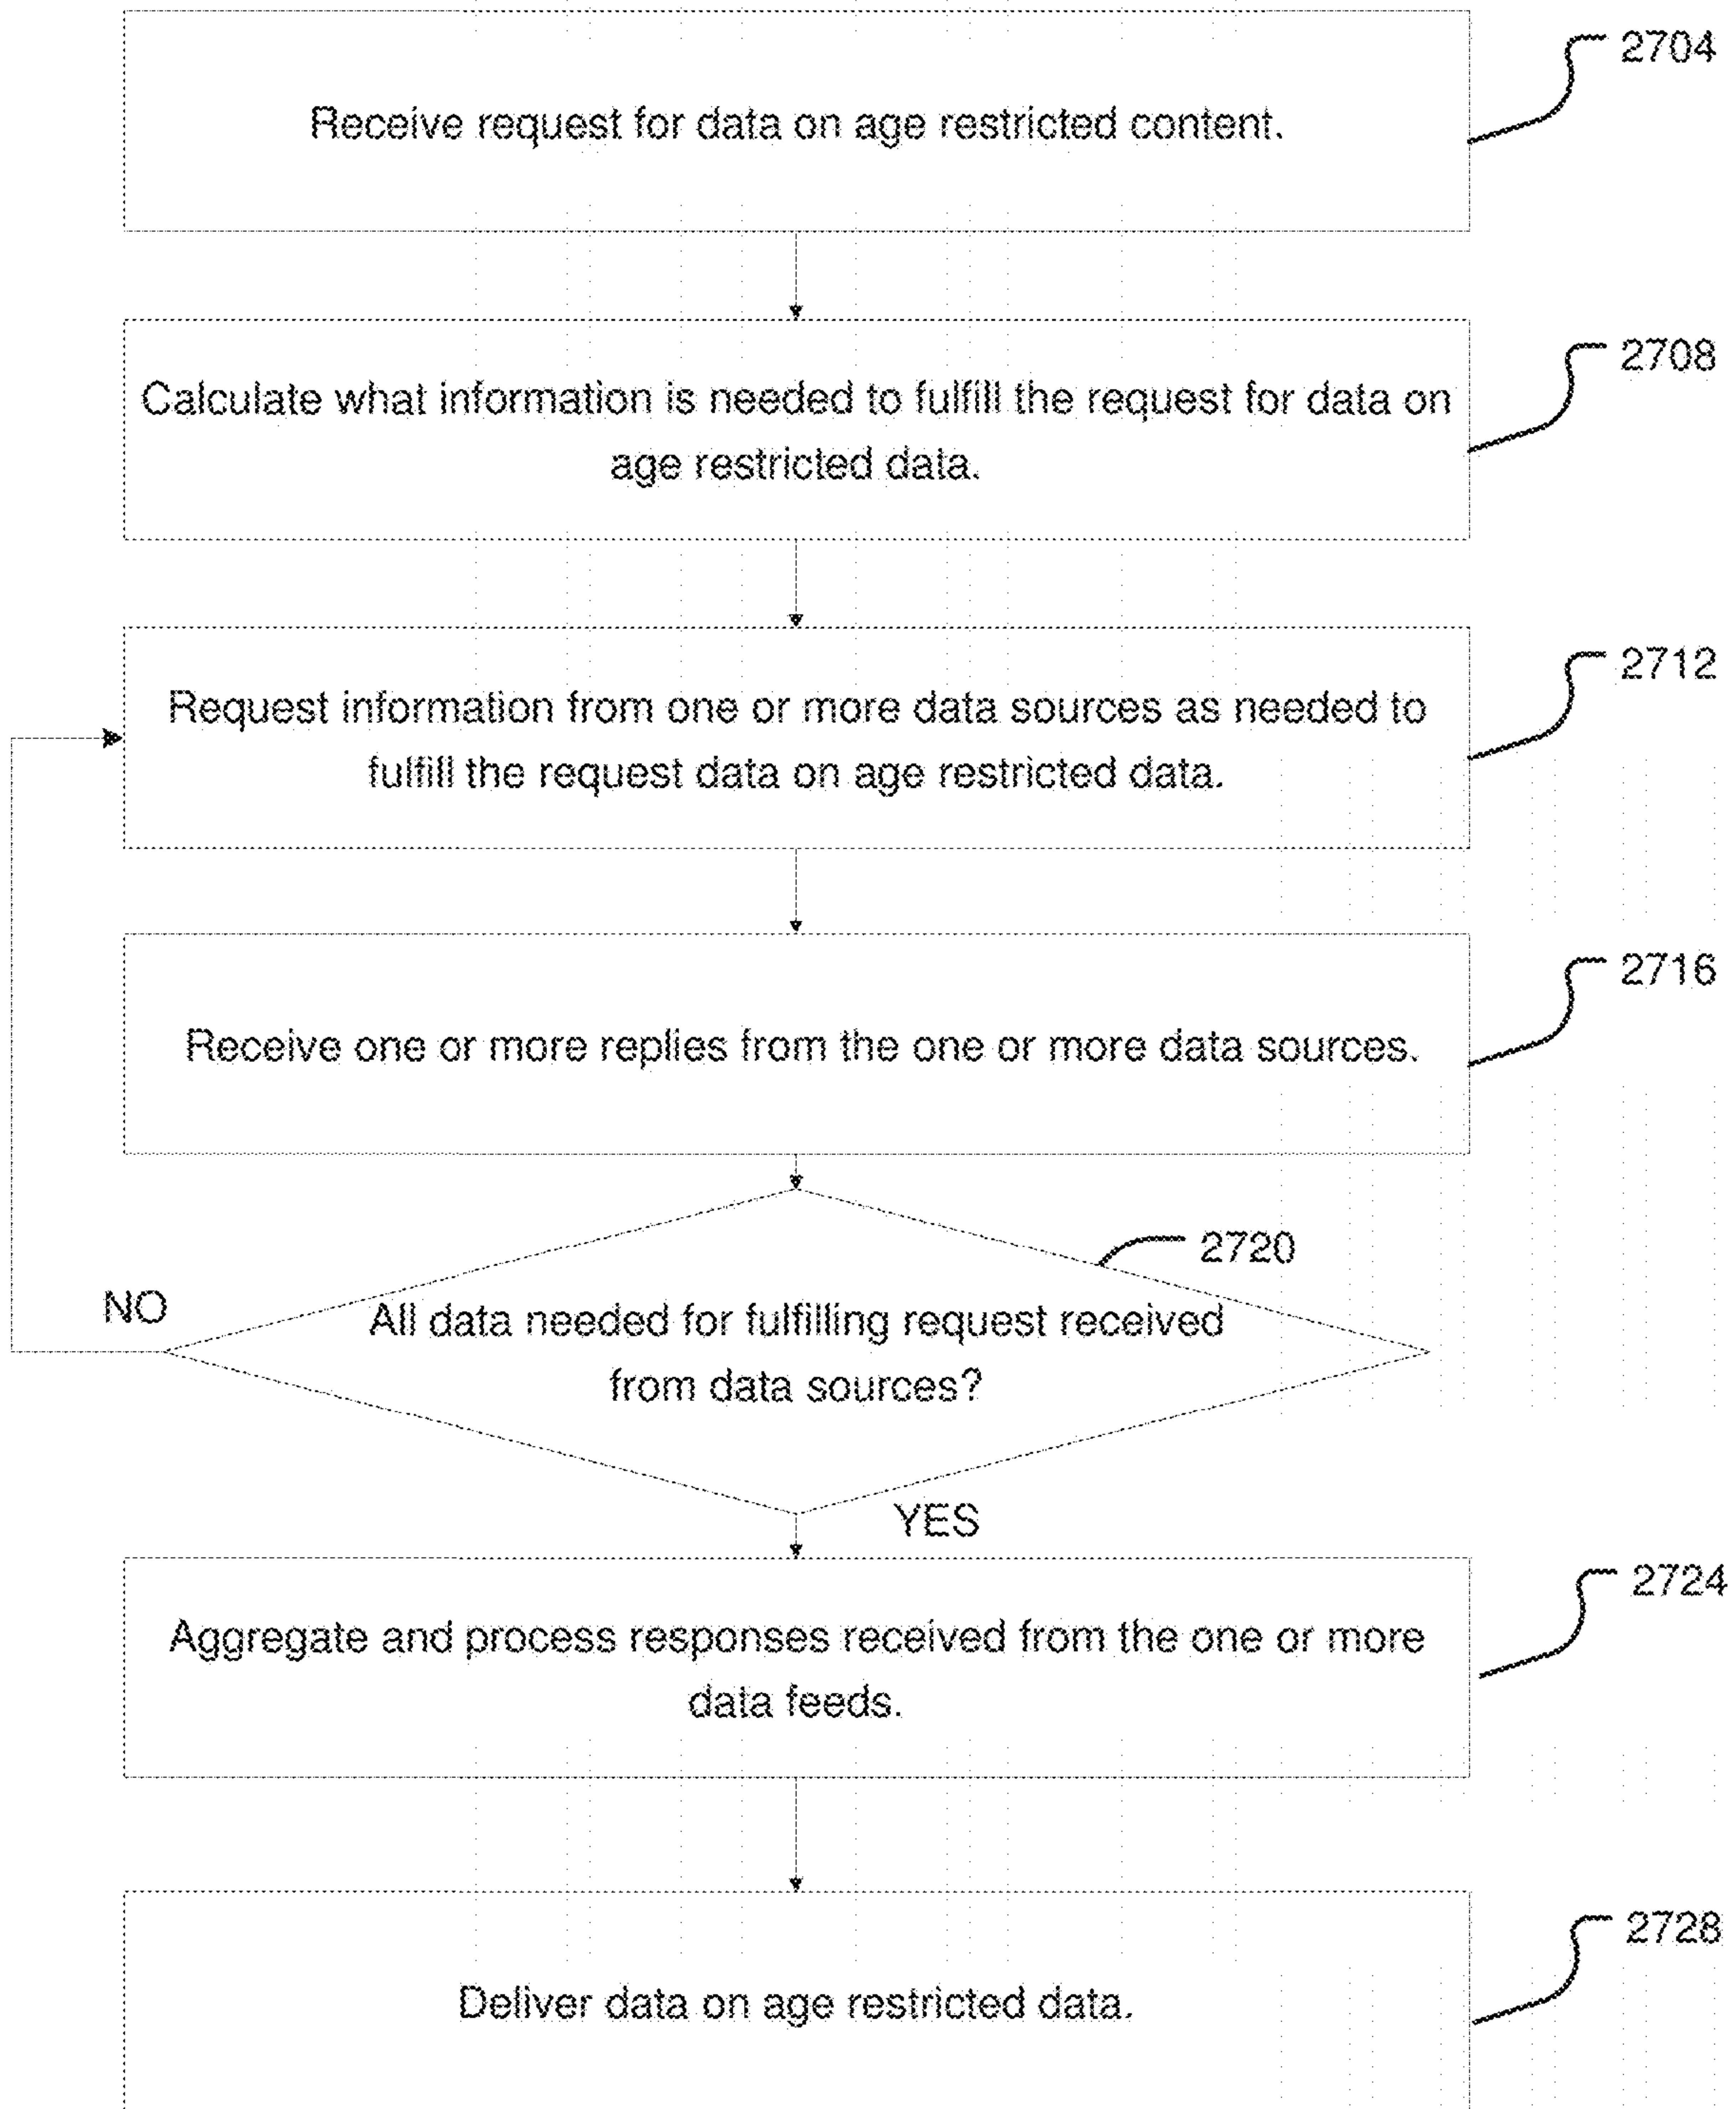 2704
Receive request for data on age restricted content.
2708
Calculate what information is needed to fulfill the request for data on
age restricted data.
2712
Request information from one or more data sources as needed to
fulfill the request data on age restricted data.
2716
Receive one or more replies from the one or more data sources.
2720
NO
All data needed for fulfilling request received
from data sources?
YES
2724
Aggregate and process responses received from the one or more
data feeds.
2728
Deliver data on age restricted data.